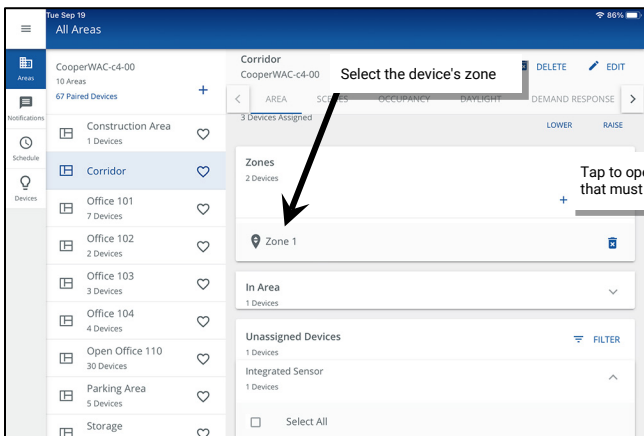 Tue Sep 19
86%
All Areas
Areas
Notifications
Schedule
Devices
CooperWAC-c4-00
10 Areas
67 Paired Devices
+
Construction Area
1 Devices
Corridor
Office 101
7 Devices
Office 102
2 Devices
Office 103
3 Devices
Office 104
4 Devices
Open Office 110
30 Devices
Parking Area
5 Devices
Storage
Corridor
CooperWAC-c4-00
Select the device's zone
DELETE
EDIT
AREA
OCCUPANCY
DAYLIGHT
DEMAND RESPONSE
3 Devices Assigned
LOWER
RAISE
Zones
2 Devices
+
Tap to ope
that must
Zone 1
In Area
1 Devices
Unassigned Devices
1 Devices
FILTER
Integrated Sensor
1 Devices
Select All